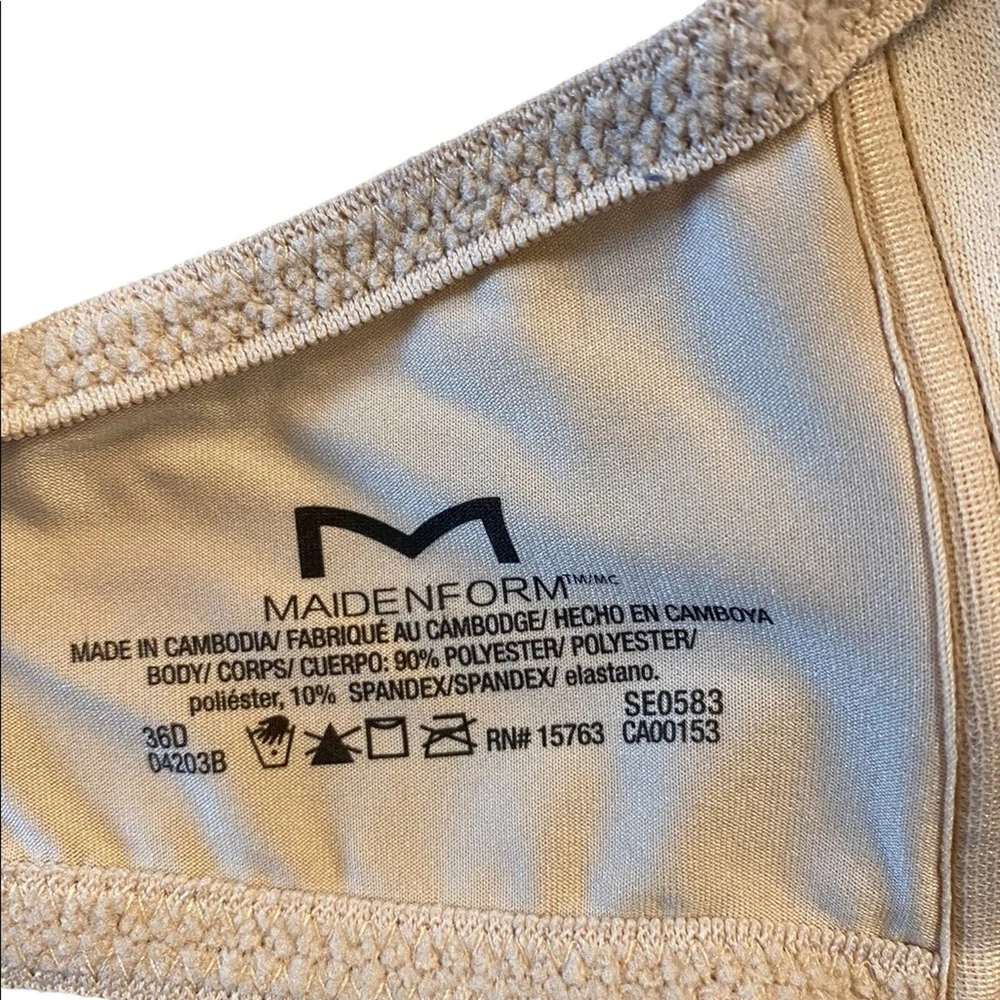 MAIDENFORM™/MC
MADE IN CAMBODIA/ FABRIQUÉ AU CAMBODGE/ HECHO EN CAMBOYA
BODY/ CORPS/ CUERPO: 90% POLYESTER/ POLYESTER/
poliéster, 10% SPANDEX/SPANDEX/ elastano.
36D
04203B
RN# 15763
SE0583
CA00153